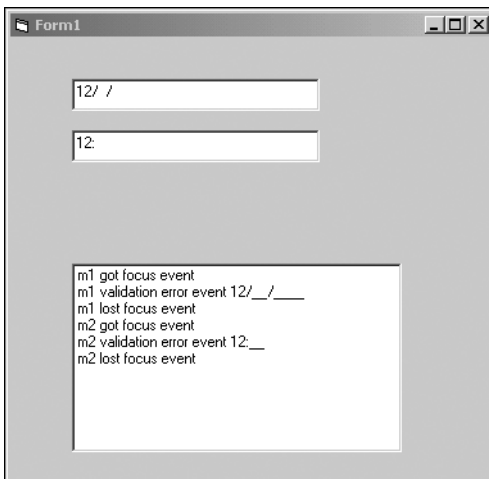 Form1
12/  /
12:
m1 got focus event
m1 validation error event 12/__/____
m1 lost focus event
m2 got focus event
m2 validation error event 12:__
m2 lost focus event